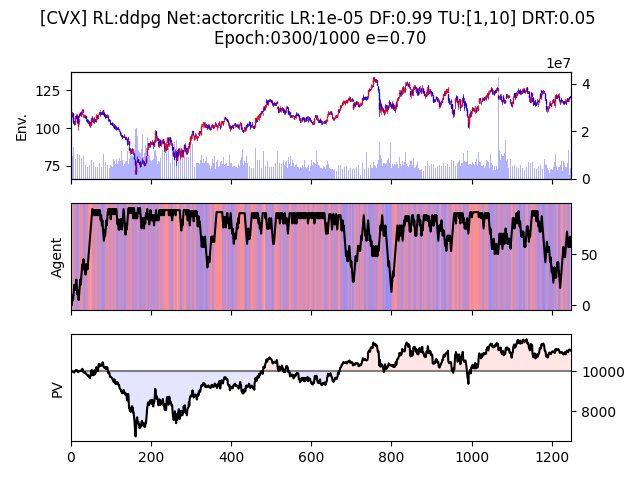 [CVX] RL:ddpg Net:actorcritic LR:1e-05 DF:0.99 TU:[1,10] DRT:0.05
Epoch:0300/1000 e=0.70
1e7
125
100
75
Env.
4
2
0
Agent
50
0
PV
10000
8000
0
200
400
600
800
1000
1200